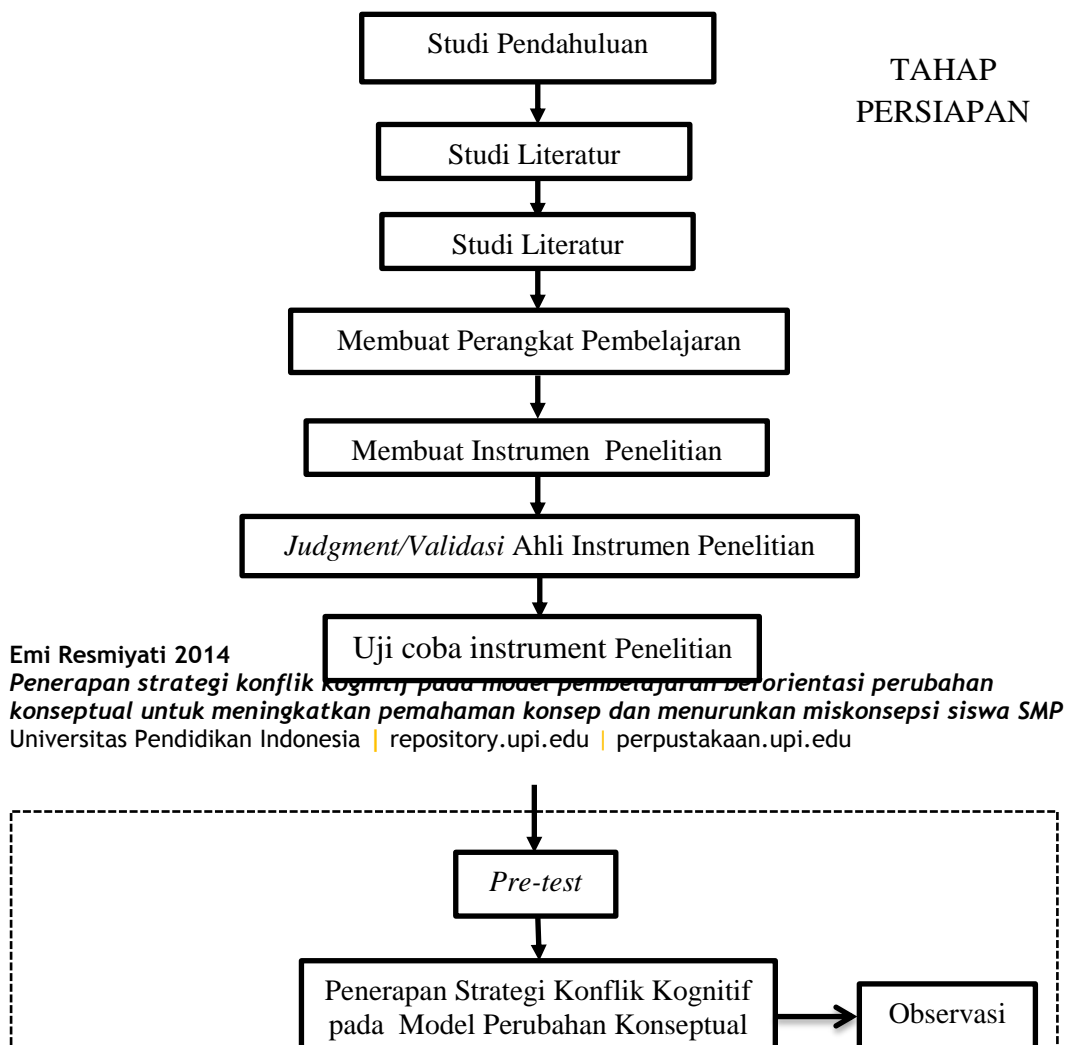 Studi Pendahuluan
TAHAP
PERSIAPAN
Studi Literatur
Studi Literatur
Membuat Perangkat Pembelajaran
Membuat Instrumen Penelitian
Judgment/Validasi Ahli Instrumen Penelitian
Uji coba instrument Penelitian
Emi Resmiyati 2014
Penerapan strategi konflik kognitif pada model pembelajaran berorientasi perubahan
konseptual untuk meningkatkan pemahaman konsep dan menurunkan miskonsepsi siswa SMP
Universitas Pendidikan Indonesia | repository.upi.edu | perpustakaan.upi.edu
Pre-test
Penerapan Strategi Konflik Kognitif
pada Model Perubahan Konseptual
Observasi